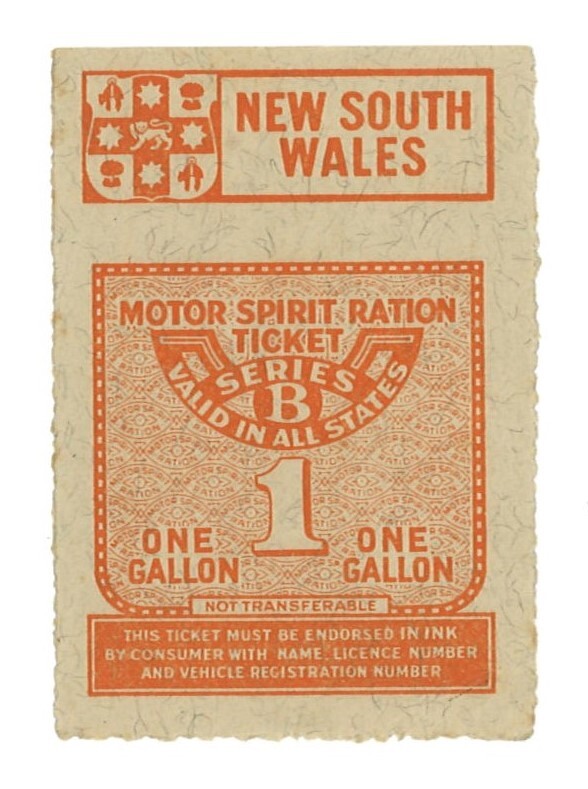 NEW SOUTH
WALES
MOTOR SPIRIT RATION
TICKET
SERIES
B
VALID IN ALL STATES
1
ONE
GALLON
ONE
GALLON
NOT TRANSFERABLE
THIS TICKET MUST BE ENDORSED IN INK
BY CONSUMER WITH NAME, LICENCE NUMBER
AND VEHICLE REGISTRATION NUMBER